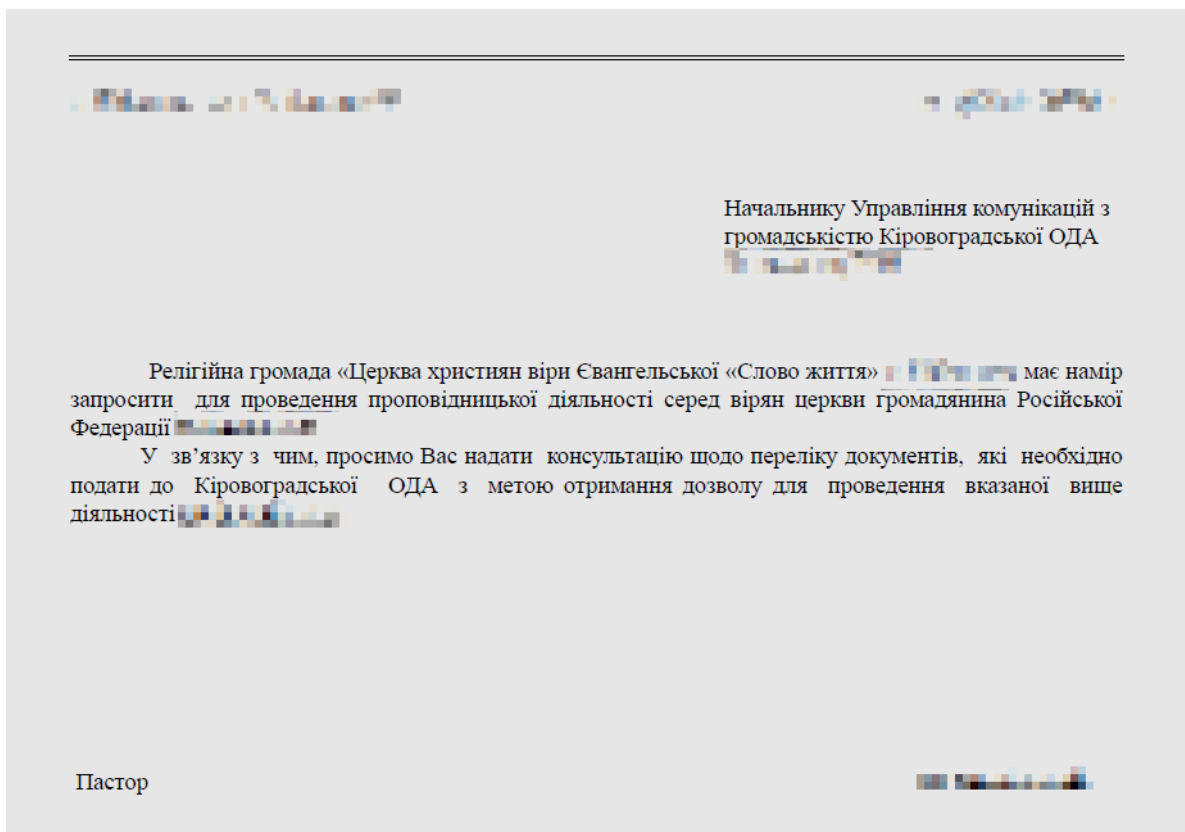 Начальнику Управління комунікацій з
громадськістю Кіровоградської ОДА
Релігійна громада «Церква християн віри Євангельської «Слово життя» має намір
запросити для проведення проповідницької діяльності серед вірян церкви громадянина Російської
Федерації
У зв’язку з чим, просимо Вас надати консультацію щодо переліку документів, які необхідно
подати до Кіровоградської ОДА з метою отримання дозволу для проведення вказаної вище
діяльності
Пастор